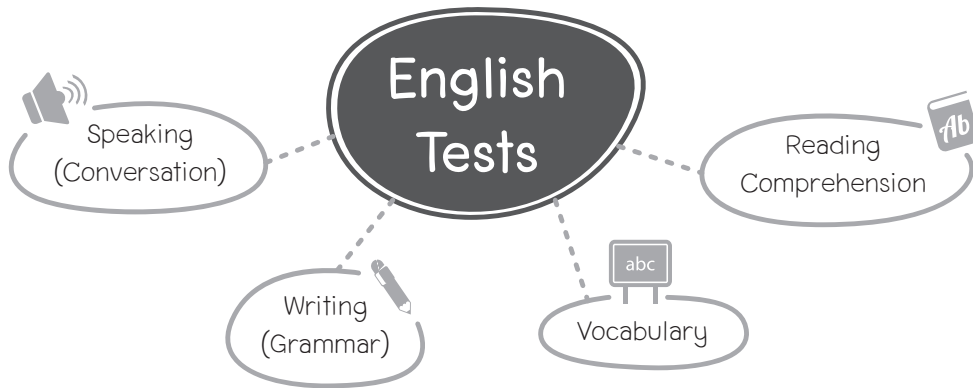 English
Tests
Speaking
(Conversation)
Writing
(Grammar)
abc
Vocabulary
Ab
Reading
Comprehension